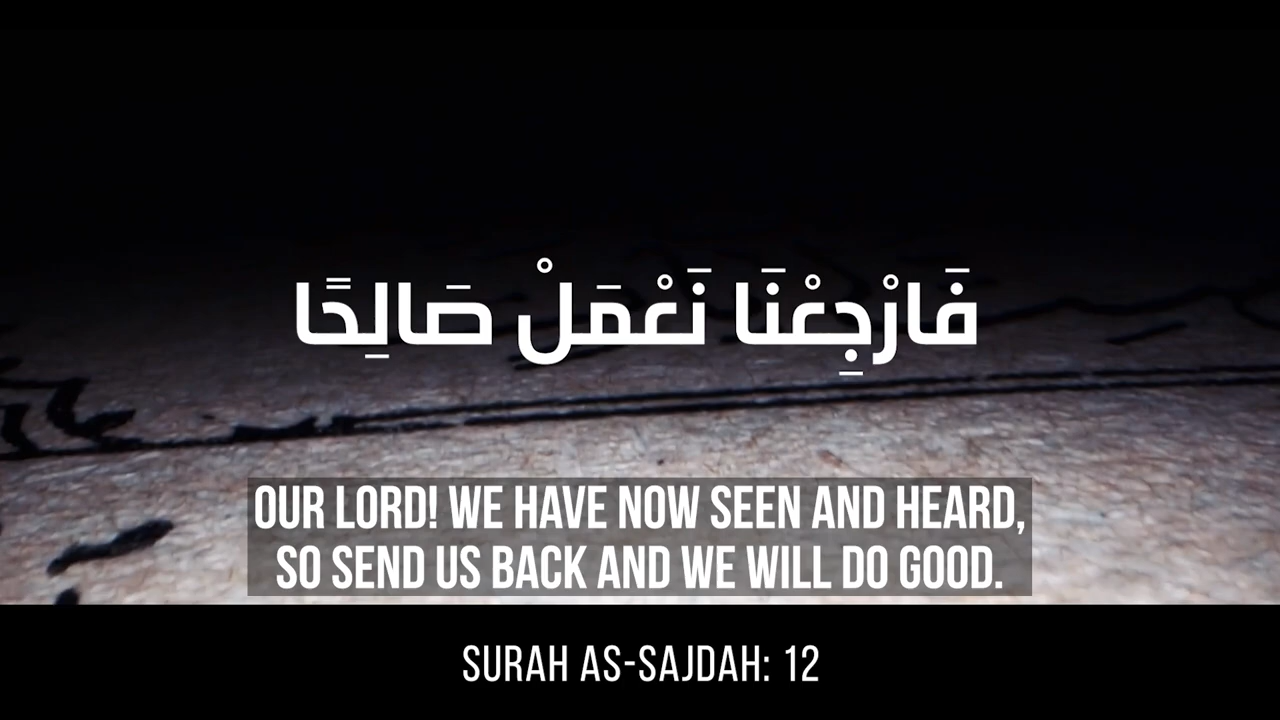 فَارْجِعْنَا نَعْمَلْ صَالِحًا
OUR LORD! WE HAVE NOW SEEN AND HEARD,
SO SEND US BACK AND WE WILL DO GOOD.
SURAH AS-SAJDAH: 12